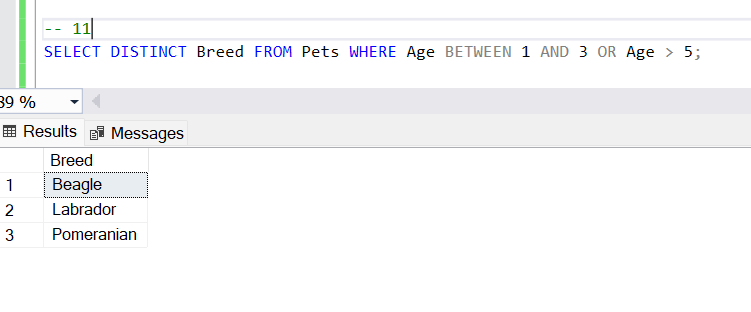 -- 11
SELECT DISTINCT Breed FROM Pets WHERE Age BETWEEN 1 AND 3 OR Age > 5;
89 %
Results Messages
Breed
1 Beagle
2 Labrador
3 Pomeranian